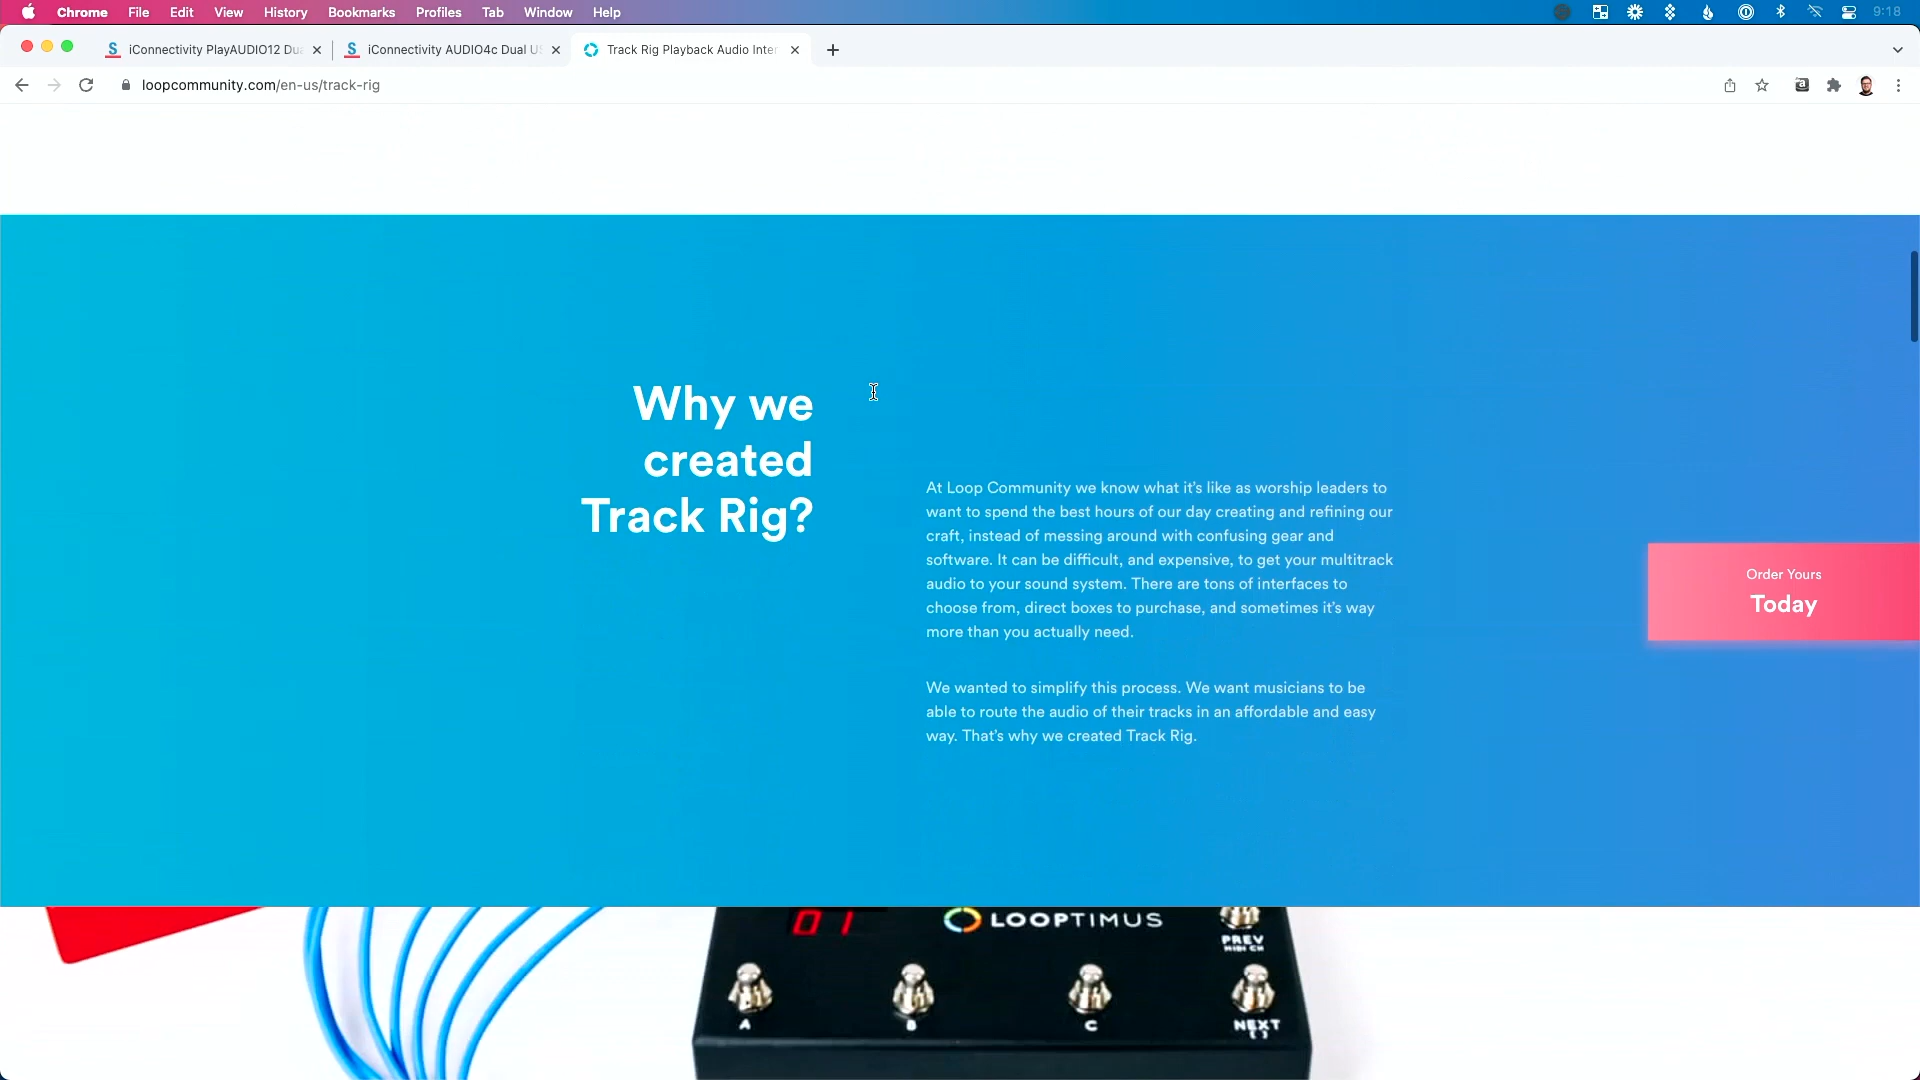 Chrome File Edit View History Bookmarks Profiles Tab Window Help 9:18
iConnectivity PlayAUDIO12 Dua
iConnectivity AUDIO4c Dual US
Track Rig Playback Audio Inter
loopcommunity.com/en-us/track-rig
Why we
created
Track Rig?
At Loop Community we know what it's like as worship leaders to
want to spend the best hours of our day creating and refining our
craft, instead of messing around with confusing gear and
software. It can be difficult, and expensive, to get your multitrack
audio to your sound system. There are tons of interfaces to
choose from, direct boxes to purchase, and sometimes it's way
more than you actually need.
We wanted to simplify this process. We want musicians to be
able to route the audio of their tracks in an affordable and easy
way. That's why we created Track Rig.
Order Yours
Today
01
LOOPTIMUS
PREV
MIDI CH
A
B
C
NEXT